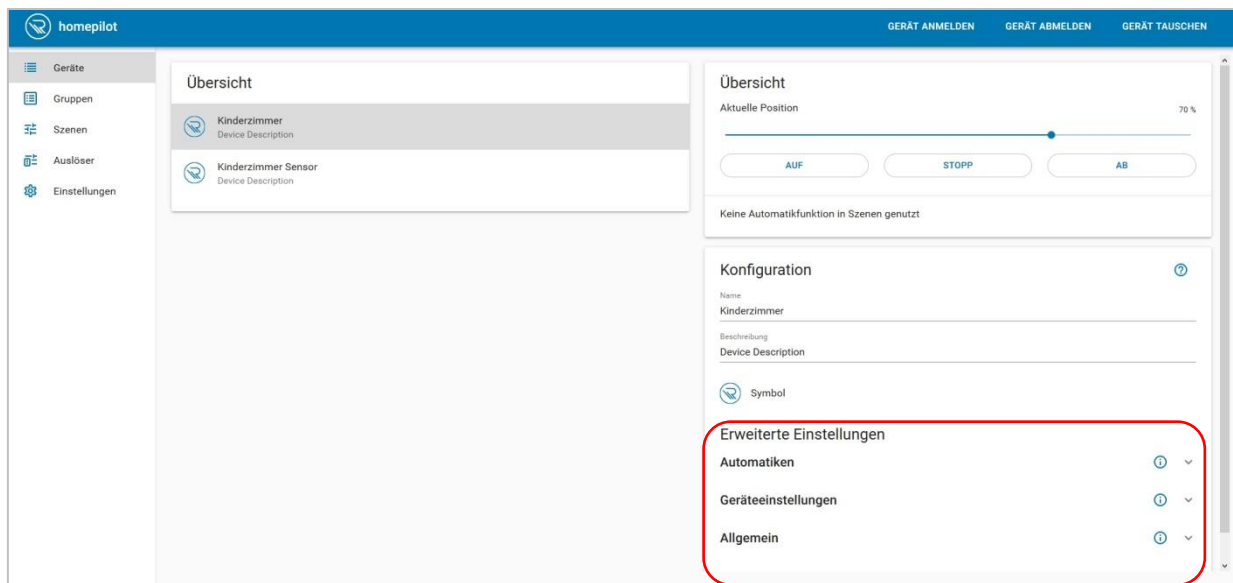 homepilot
GERÄT ANMELDEN
GERÄT ABMELDEN
GERÄT TAUSCHEN
Geräte
Gruppen
Szenen
Auslöser
Einstellungen
Übersicht
Kinderzimmer
Device Description
Kinderzimmer Sensor
Device Description
Übersicht
Aktuelle Position
70 %
AUF
STOPP
AB
Keine Automatikfunktion in Szenen genutzt
Konfiguration
Name
Kinderzimmer
Beschreibung
Device Description
Symbol
Erweiterte Einstellungen
Automatiken
Geräteeinstellungen
Allgemein